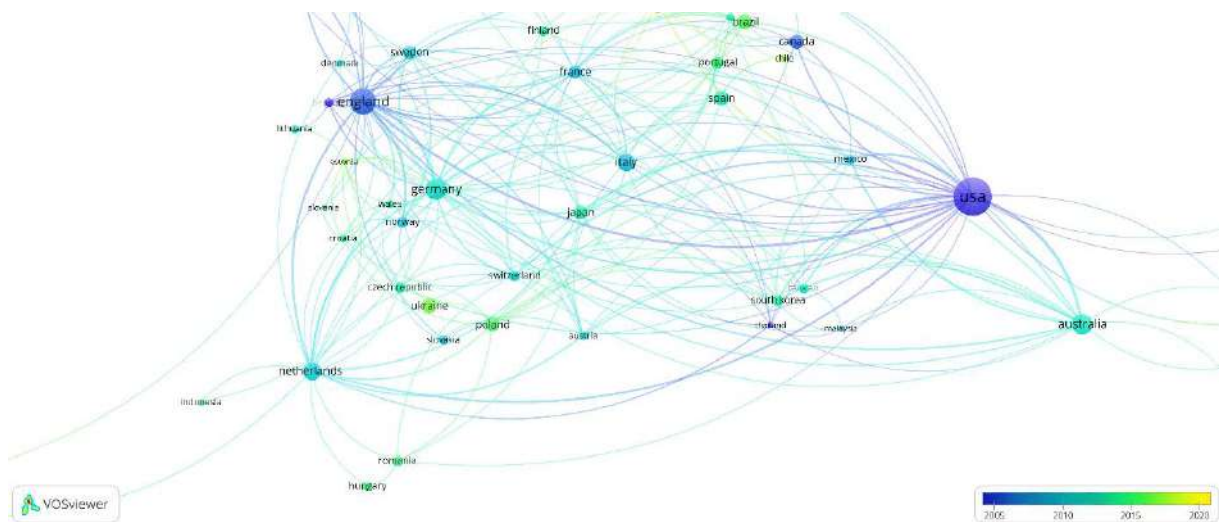 finland
brazil
canada
sweden
denmark
france
portugal
chile
spain
england
lithuania
italy
mexico
estonia
germany
usa
slovenia
wales
japan
norway
croatia
switzerland
czech republic
ukraine
south korea
poland
thailand
malaysia
australia
slovenia
austria
netherlands
indonesia
romania
hungary
VOSviewer
2005
2010
2015
2020